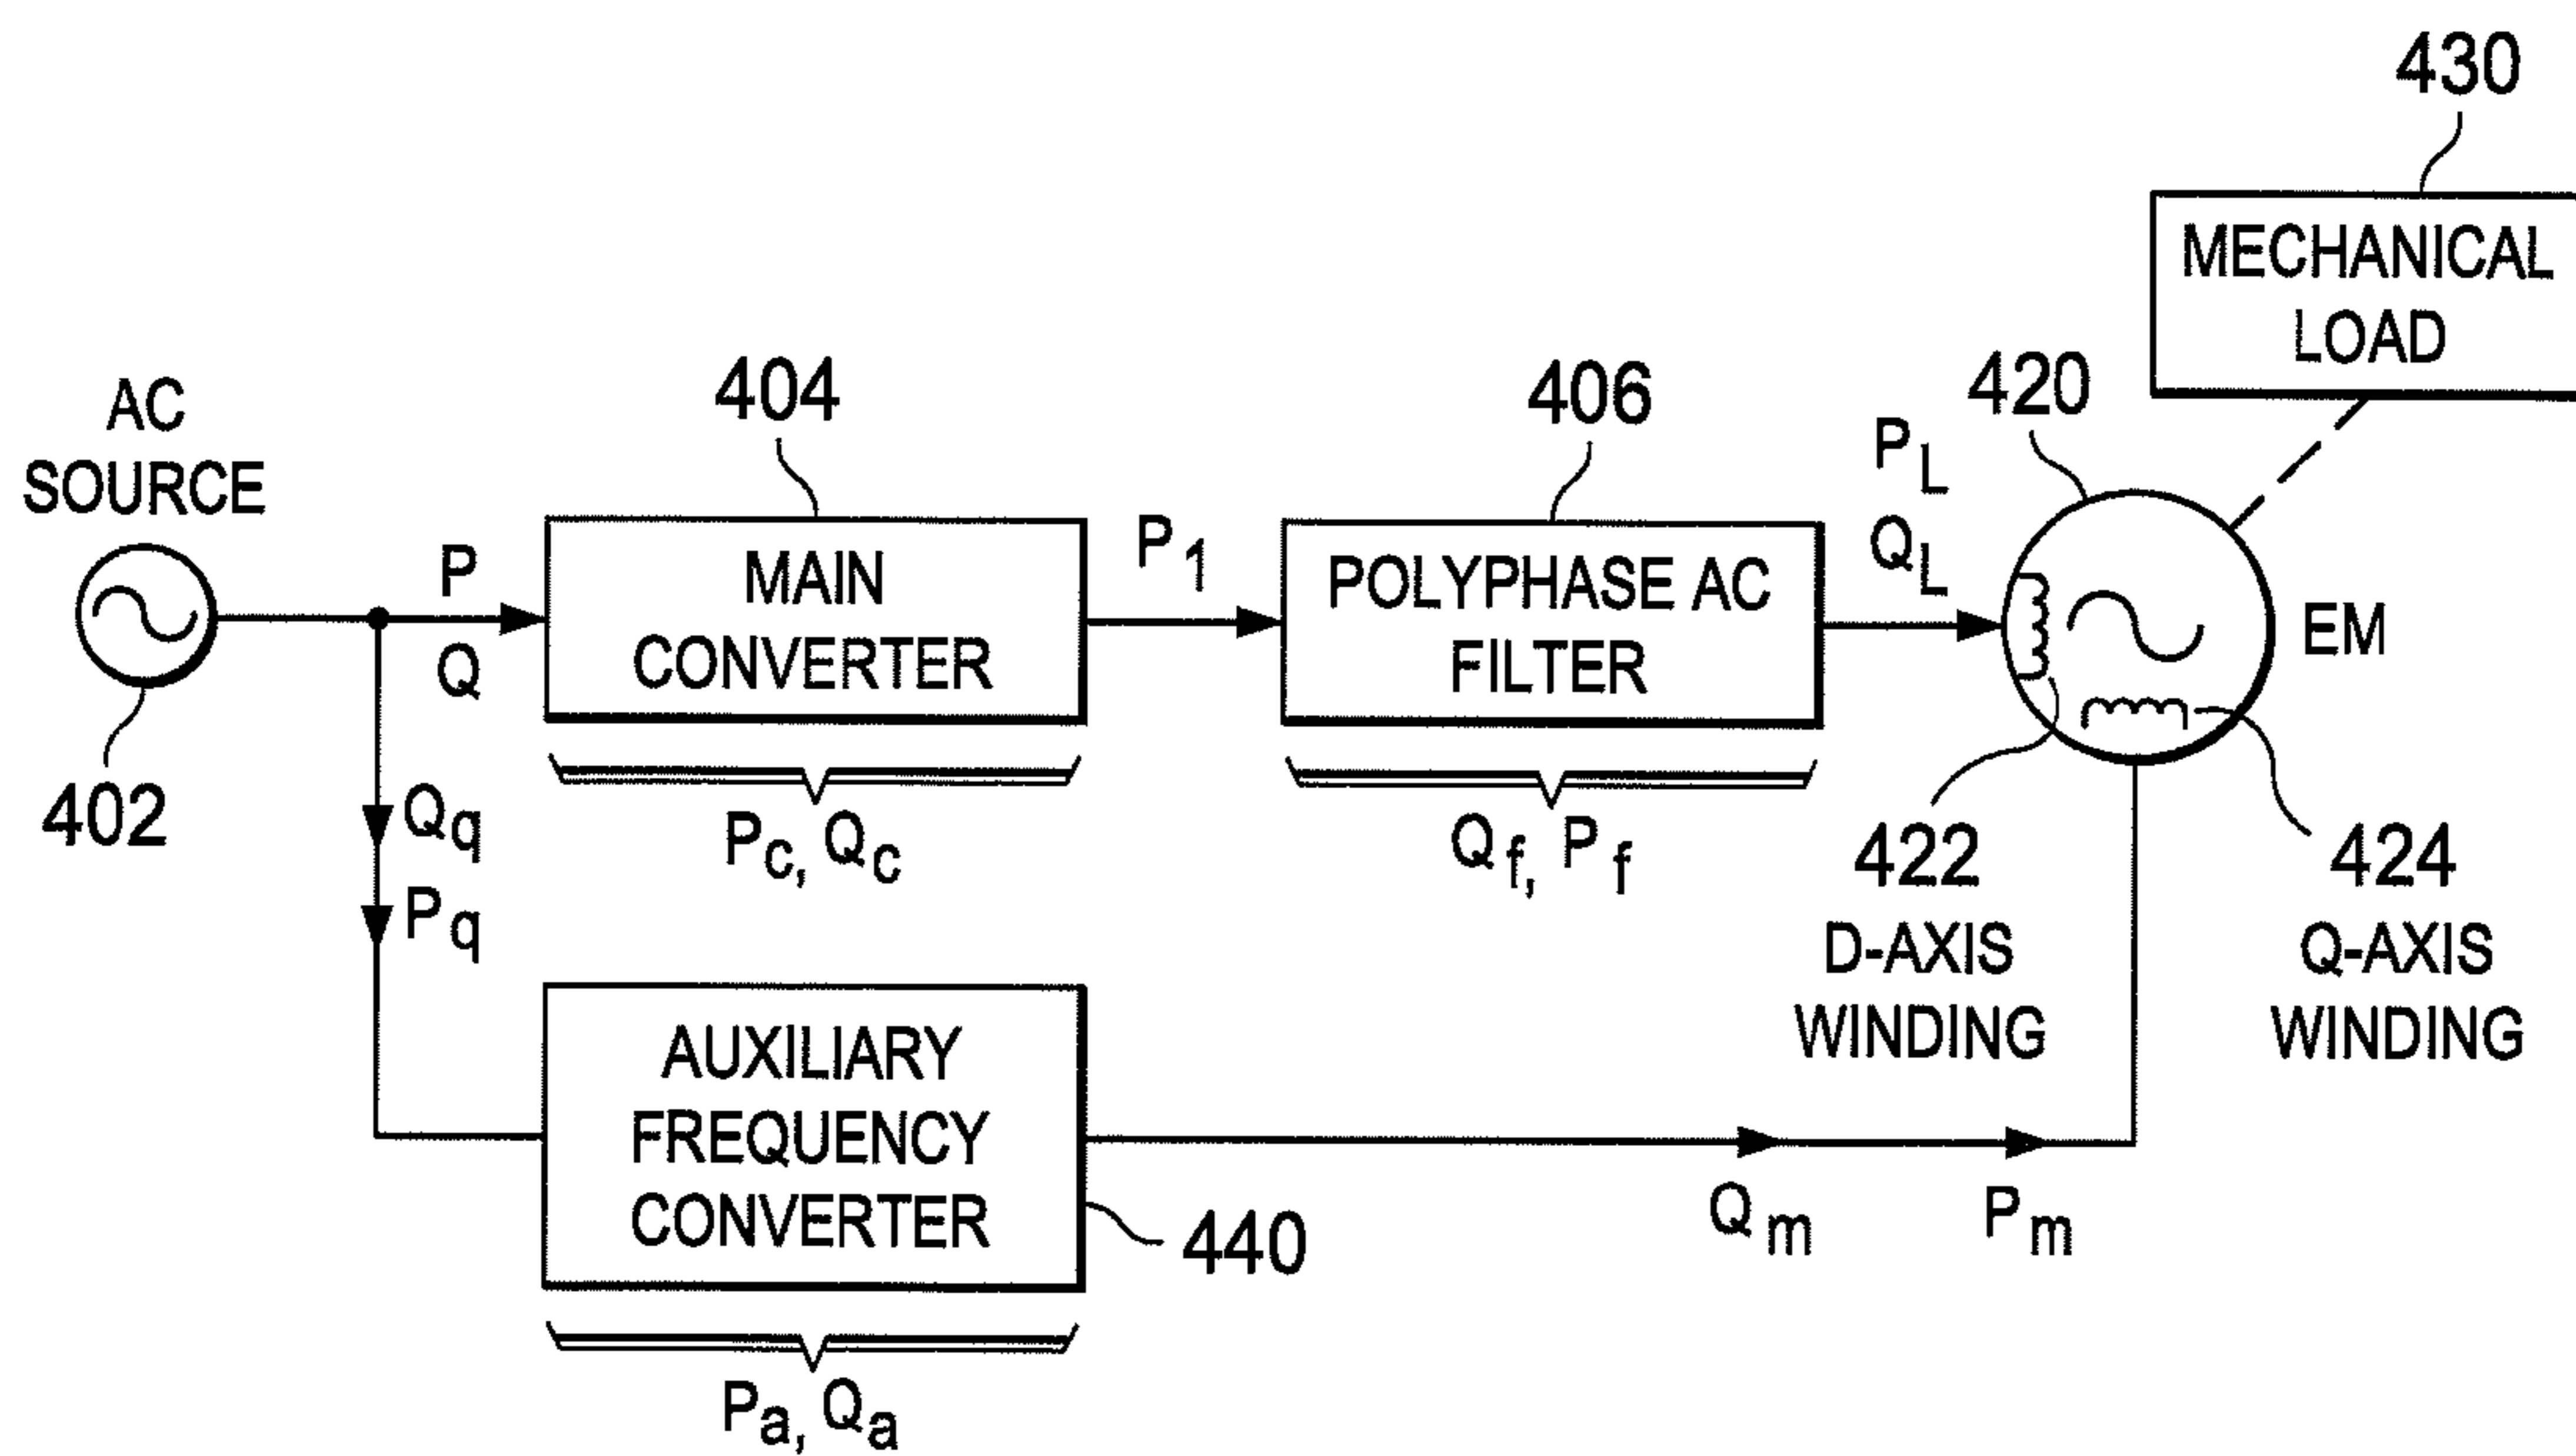 430
MECHANICAL
LOAD
AC
SOURCE
402
404
P
Q
MAIN
CONVERTER
Pc, Qc
P1
406
POLYPHASE AC
FILTER
Qf, Pf
PL
QL
420
EM
422
D-AXIS
WINDING
424
Q-AXIS
WINDING
Qq
Pq
AUXILIARY
FREQUENCY
CONVERTER
440
Pa, Qa
Qm
Pm